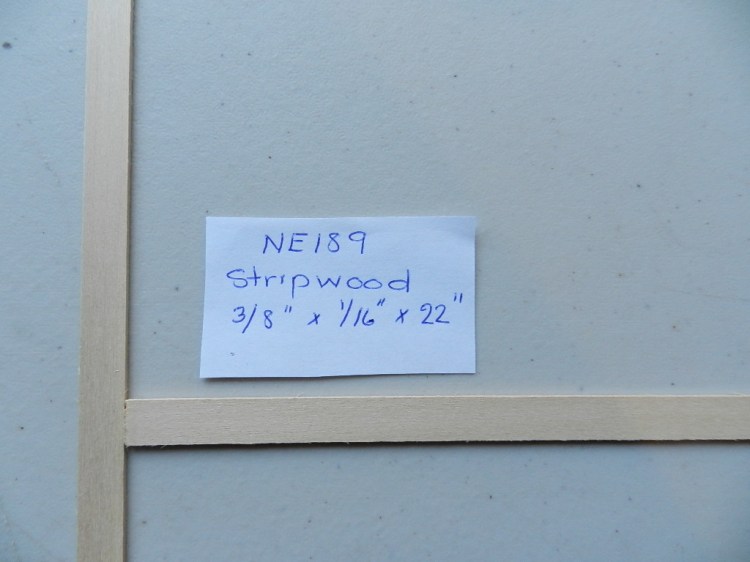 NE189
Stripwood
3/8" x 1/16" x 22"